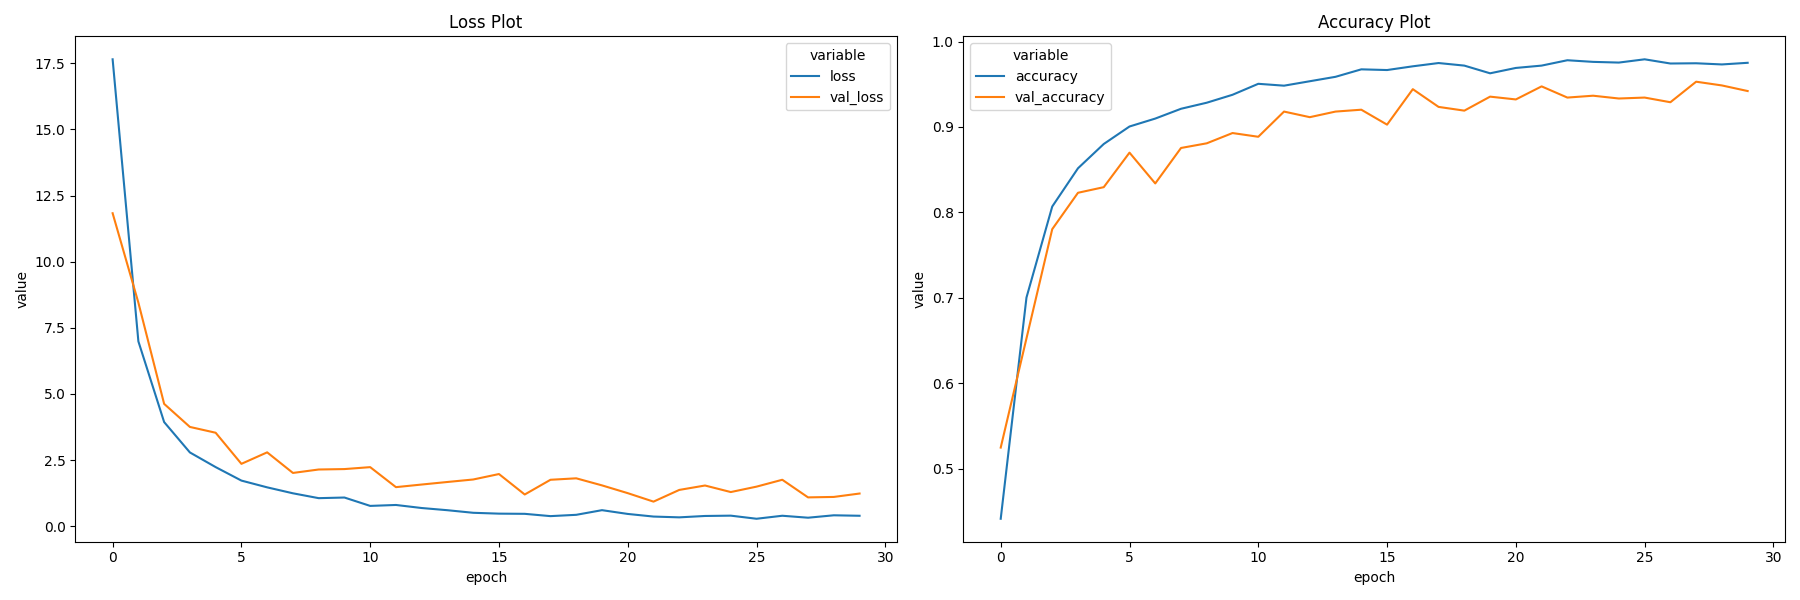 Loss Plot
17.5
15.0
12.5
10.0
7.5
5.0
2.5
0.0
value
0 5 10 15 20 25 30
epoch
variable
loss
val_loss
Accuracy Plot
1.0
0.9
0.8
0.7
0.6
0.5
value
0 5 10 15 20 25 30
epoch
variable
accuracy
val_accuracy